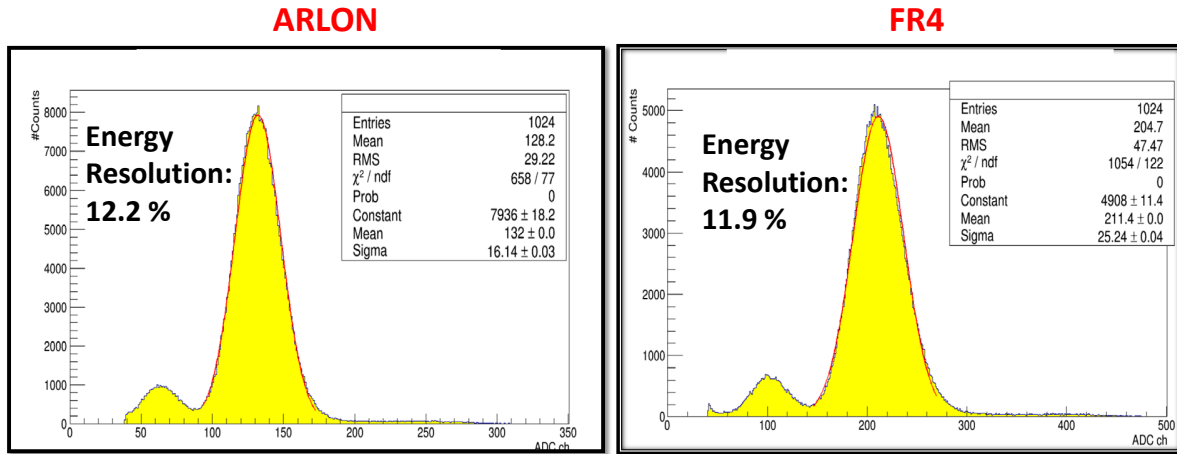 ARLON
#Counts
8000
7000
6000
5000
4000
3000
2000
1000
0
Energy
Resolution:
12.2 %
Entries 1024
Mean 128.2
RMS 29.22
χ² / ndf 658 / 77
Prob 0
Constant 7936 ± 18.2
Mean 132 ± 0.0
Sigma 16.14 ± 0.03
0 50 100 150 200 250 300 350
ADC ch
FR4
# Counts
5000
4000
3000
2000
1000
0
Energy
Resolution:
11.9 %
Entries 1024
Mean 204.7
RMS 47.47
χ² / ndf 1054 / 122
Prob 0
Constant 4908 ± 11.4
Mean 211.4 ± 0.0
Sigma 25.24 ± 0.04
0 100 200 300 400 500
ADC ch